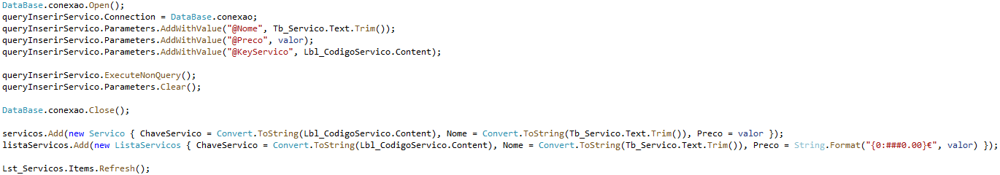 DataBase.conexao.Open();
queryInserirServico.Connection = DataBase.conexao;
queryInserirServico.Parameters.AddWithValue("@Nome", Tb_Servico.Text.Trim());
queryInserirServico.Parameters.AddWithValue("@Preco", valor);
queryInserirServico.Parameters.AddWithValue("@KeyServico", Lbl_CodigoServico.Content);
queryInserirServico.ExecuteNonQuery();
queryInserirServico.Parameters.Clear();
DataBase.conexao.Close();
servicos.Add(new Servico { ChaveServico = Convert.ToString(Lbl_CodigoServico.Content), Nome = Convert.ToString(Tb_Servico.Text.Trim()), Preco = valor });
listaServicos.Add(new ListaServicos { ChaveServico = Convert.ToString(Lbl_CodigoServico.Content), Nome = Convert.ToString(Tb_Servico.Text.Trim()), Preco = String.Format("{0:###0.00}€", valor) });
Lst_Servicos.Items.Refresh();